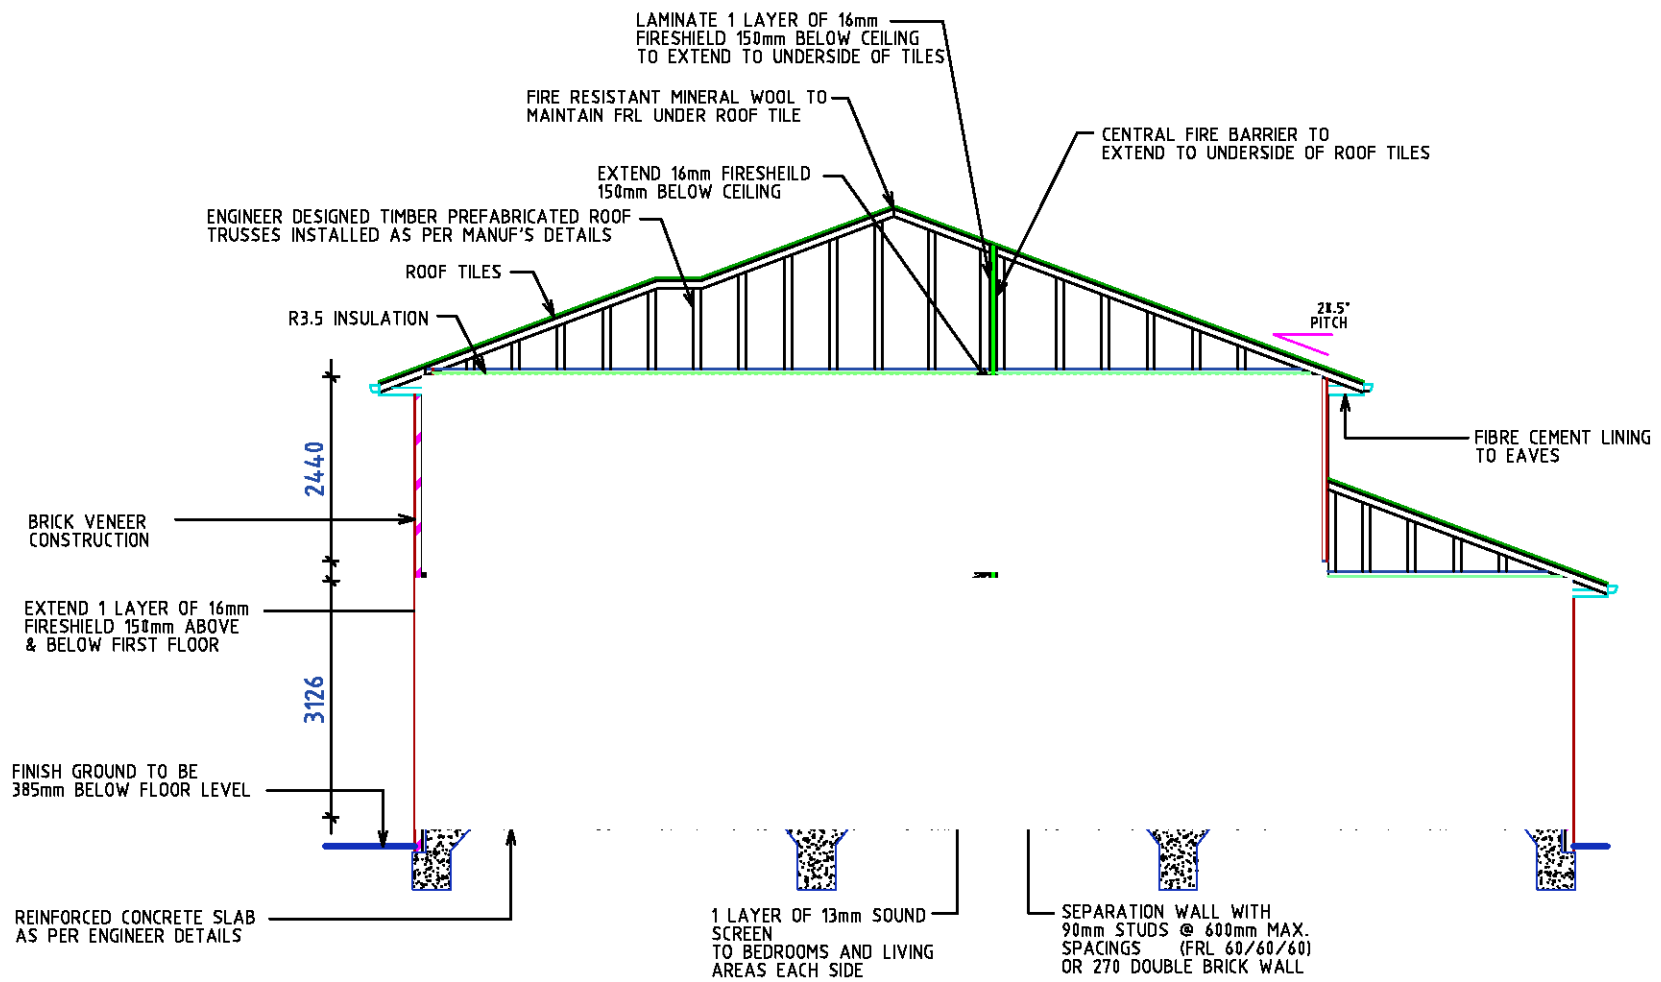 LAMINATE 1 LAYER OF 16mm
FIRESHIELD 150mm BELOW CEILING
TO EXTEND TO UNDERSIDE OF TILES
FIRE RESISTANT MINERAL WOOL TO
MAINTAIN FRL UNDER ROOF TILE
CENTRAL FIRE BARRIER TO
EXTEND TO UNDERSIDE OF ROOF TILES
EXTEND 16mm FIRESHEILD
150mm BELOW CEILING
ENGINEER DESIGNED TIMBER PREFABRICATED ROOF
TRUSSES INSTALLED AS PER MANUF'S DETAILS
ROOF TILES
R3.5 INSULATION
PITCH
2440
FIBRE CEMENT LINING
TO EAVES
BRICK VENEER
CONSTRUCTION
EXTEND 1 LAYER OF 16mm
FIRESHIELD 150mm ABOVE
& BELOW FIRST FLOOR
3126
FINISH GROUND TO BE
385mm BELOW FLOOR LEVEL
REINFORCED CONCRETE SLAB
AS PER ENGINEER DETAILS
1 LAYER OF 13mm SOUND
SCREEN
TO BEDROOMS AND LIVING
AREAS EACH SIDE
SEPARATION WALL WITH
90mm STUDS @ 600mm MAX.
SPACINGS (FRL 60/60/60)
OR 270 DOUBLE BRICK WALL